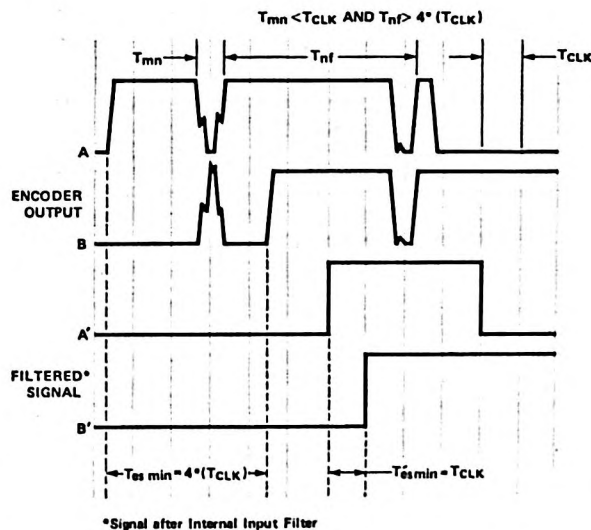 Tmn < TCLK AND Tnf > 4° (TCLK)
Tmn
Tnf
TCLK
A
ENCODER
OUTPUT
B
A'
FILTERED*
SIGNAL
B'
Tes min = 4° (TCLK)
T'es min = TCLK
*Signal after Internal Input Filter